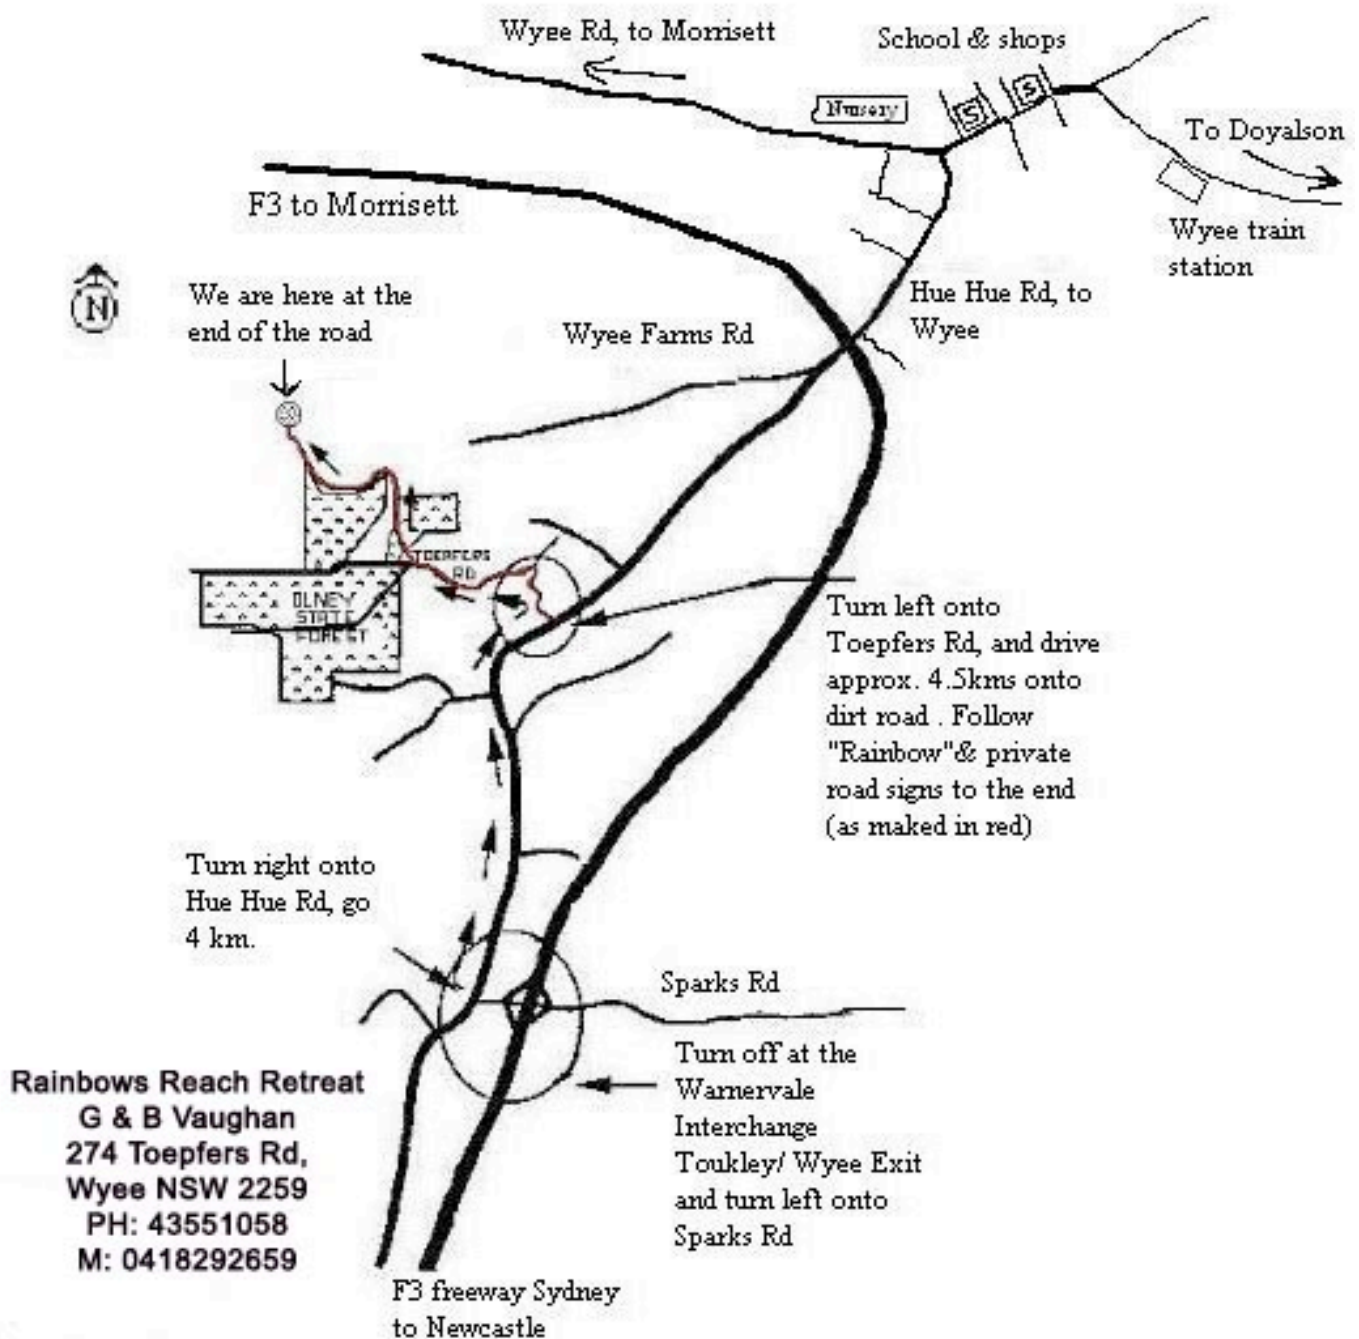 Wyee Rd, to Morrisett
School & shops
S
S
Nursery
To Doyalson
F3 to Morrisett
Wyee train
station
N
We are here at the
end of the road
Hue Hue Rd, to
Wyee
Wyee Farms Rd
TOEPFERS
RD
OLNEY
STATE
FOREST
Turn left onto
Toepfers Rd, and drive
approx. 4.5kms onto
dirt road . Follow
"Rainbow"& private
road signs to the end
(as maked in red)
Turn right onto
Hue Hue Rd, go
4 km.
Sparks Rd
Turn off at the
Warnervale
Interchange
Toukley/ Wyee Exit
and turn left onto
Sparks Rd
Rainbows Reach Retreat
G & B Vaughan
274 Toepfers Rd,
Wyee NSW 2259
PH: 43551058
M: 0418292659
F3 freeway Sydney
to Newcastle